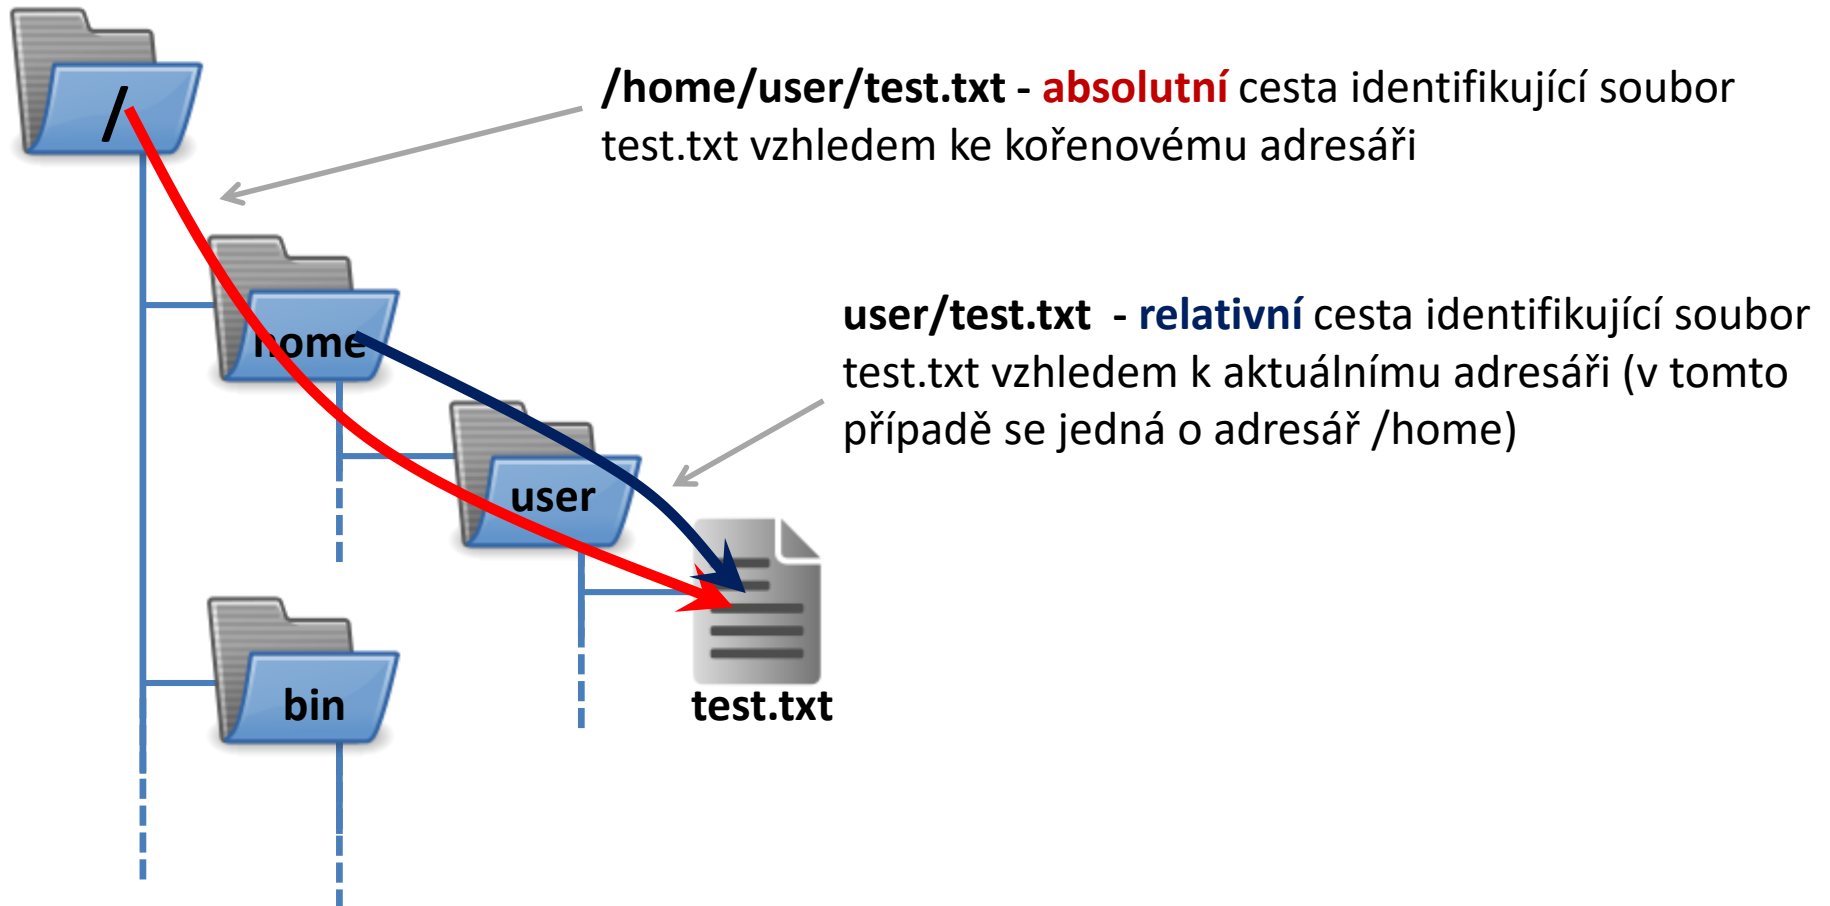 /
/home/user/test.txt - absolutní cesta identifikující soubor
test.txt vzhledem ke kořenovému adresáři
home
user/test.txt  - relativní cesta identifikující soubor
test.txt vzhledem k aktuálnímu adresáři (v tomto
případě se jedná o adresář /home)
user
bin
test.txt